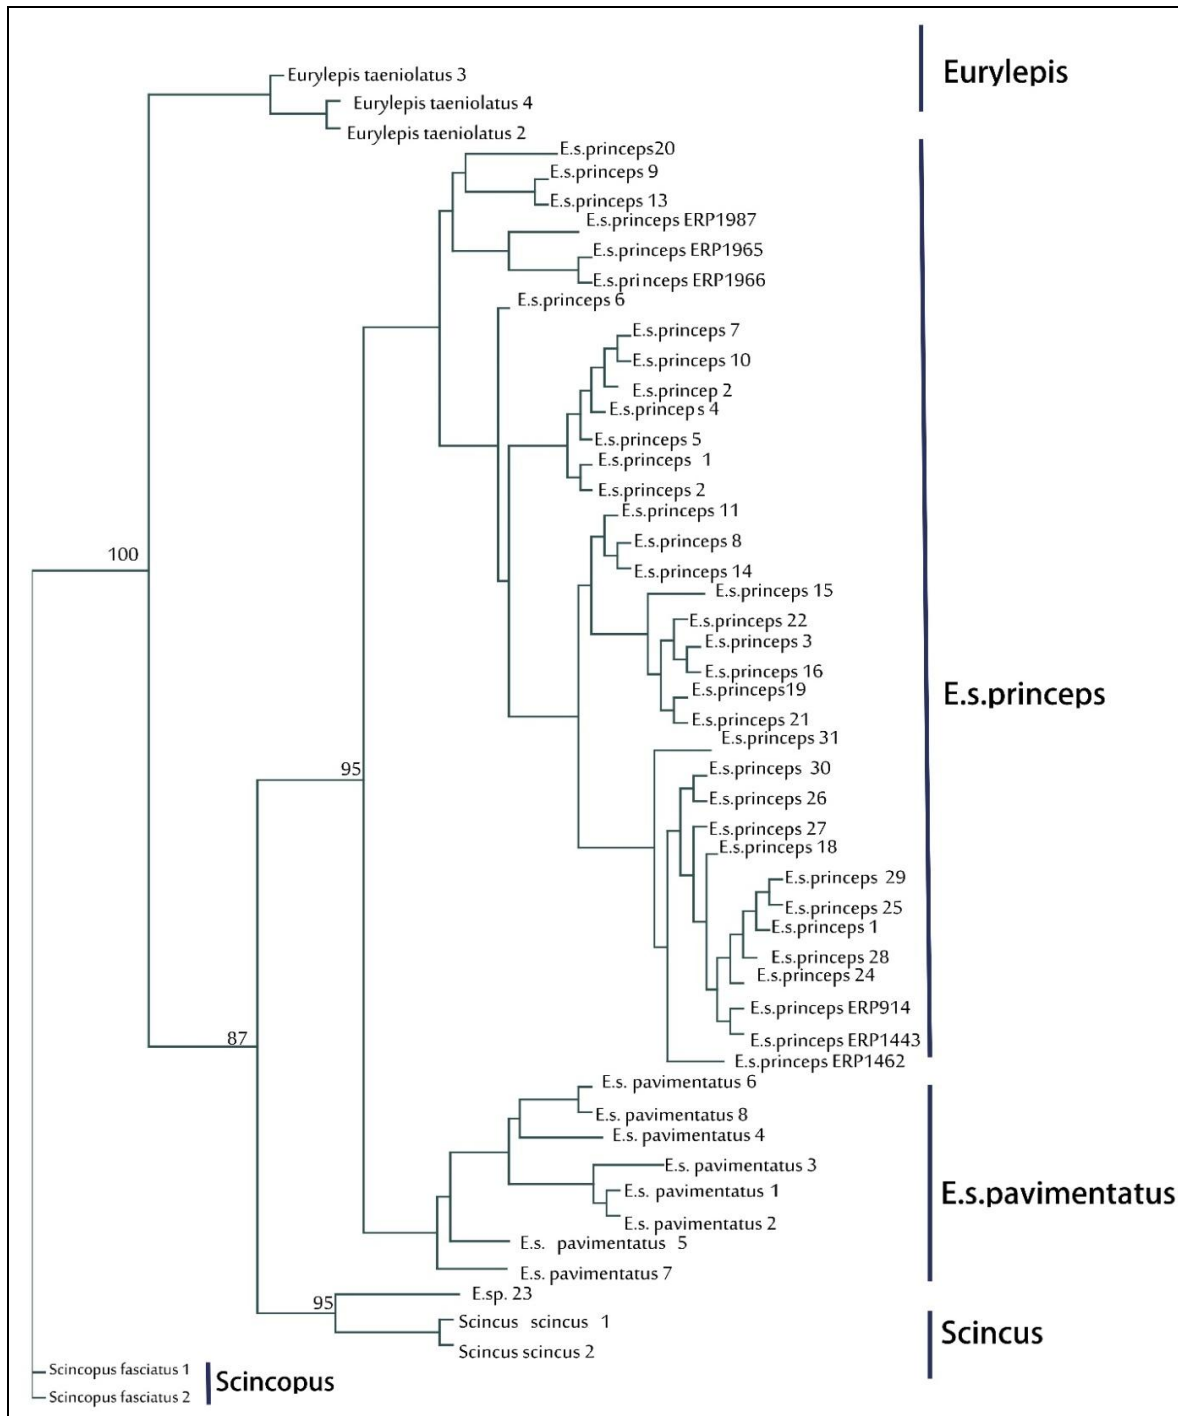 Eurylepis taeniolatus 3
Eurylepis taeniolatus 4
Eurylepis taeniolatus 2
Eurylepis
E.s.princeps20
E.s.princeps 9
E.s.princeps 13
E.s.princeps ERP1987
E.s.princeps ERP1965
E.s.princeps ERP1966
E.s.princeps 6
E.s.princeps 7
E.s.princeps 10
E.s.princep 2
E.s.princeps 4
E.s.princeps 5
E.s.princeps 1
E.s.princeps 2
E.s.princeps 11
E.s.princeps 8
E.s.princeps 14
E.s.princeps 15
E.s.princeps 22
E.s.princeps 3
E.s.princeps 16
E.s.princeps19
E.s.princeps 21
E.s.princeps 31
E.s.princeps 30
E.s.princeps 26
E.s.princeps 27
E.s.princeps 18
E.s.princeps 29
E.s.princeps 25
E.s.princeps 1
E.s.princeps 28
E.s.princeps 24
E.s.princeps ERP914
E.s.princeps ERP1443
E.s.princeps ERP1462
E.s.princeps
E.s. pavimentatus 6
E.s. pavimentatus 8
E.s. pavimentatus 4
E.s. pavimentatus 3
E.s. pavimentatus 1
E.s. pavimentatus 2
E.s. pavimentatus 5
E.s. pavimentatus 7
E.s.pavimentatus
E.sp. 23
Scincus scincus 1
Scincus scincus 2
Scincus
Scincopus fasciatus 1
Scincopus fasciatus 2
Scincopus
100
95
87
95